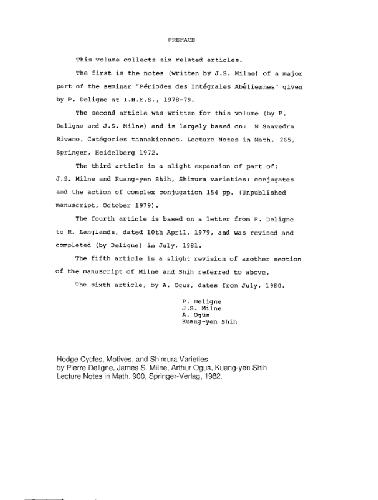 PREFACE
This volume collects six related articles.
The first is the notes (written by J.S. Milne) of a major
part of the seminar "Périodes des Intégrales Abéliennes" given
by P. Deligne at I.H.E.S., 1978-79.
The second article was written for this volume (by P.
Deligne and J.S. Milne) and is largely based on: N Saavedra
Rivano, Catégories tannakiennes, Lecture Notes in Math. 265,
Springer, Heidelberg 1972.
The third article is a slight expansion of part of:
J.S. Milne and Kuang-yen Shih, Shimura varieties: conjugates
and the action of complex conjugation 154 pp. (Unpublished
manuscript, October 1979).
The fourth article is based on a letter from P. Deligne
to R. Langlands, dated 10th April, 1979, and was revised and
completed (by Deligne) in July, 1981.
The fifth article is a slight revision of another section
of the manuscript of Milne and Shih referred to above.
The sixth article, by A. Ogus, dates from July, 1980.
P. Deligne
J.S. Milne
A. Ogus
Kuang-yen Shih
Hodge Cycles, Motives, and Shimura Varieties
by Pierre Deligne, James S. Milne, Arthur Ogus, Kuang-yen Shih
Lecture Notes in Math. 900, Springer-Verlag, 1982.